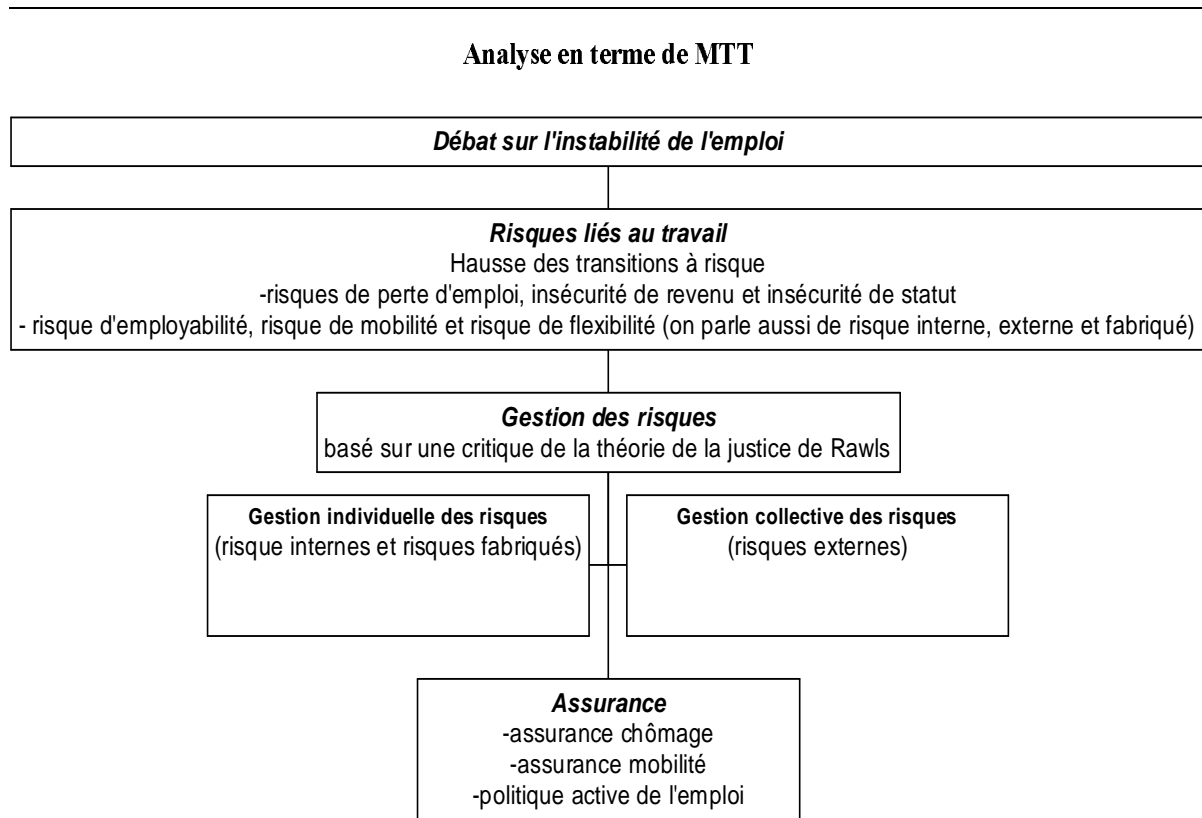 Analyse en terme de MTT
Débat sur l'instabilité de l'emploi
Risques liés au travail
Hausse des transitions à risque
-risques de perte d'emploi, insécurité de revenu et insécurité de statut
- risque d'employabilité, risque de mobilité et risque de flexibilité (on parle aussi de risque interne, externe et fabriqué)
Gestion des risques
basé sur une critique de la théorie de la justice de Rawls
Gestion individuelle des risques
(risque internes et risques fabriqués)
Gestion collective des risques
(risques externes)
Assurance
-assurance chômage
-assurance mobilité
-politique active de l'emploi